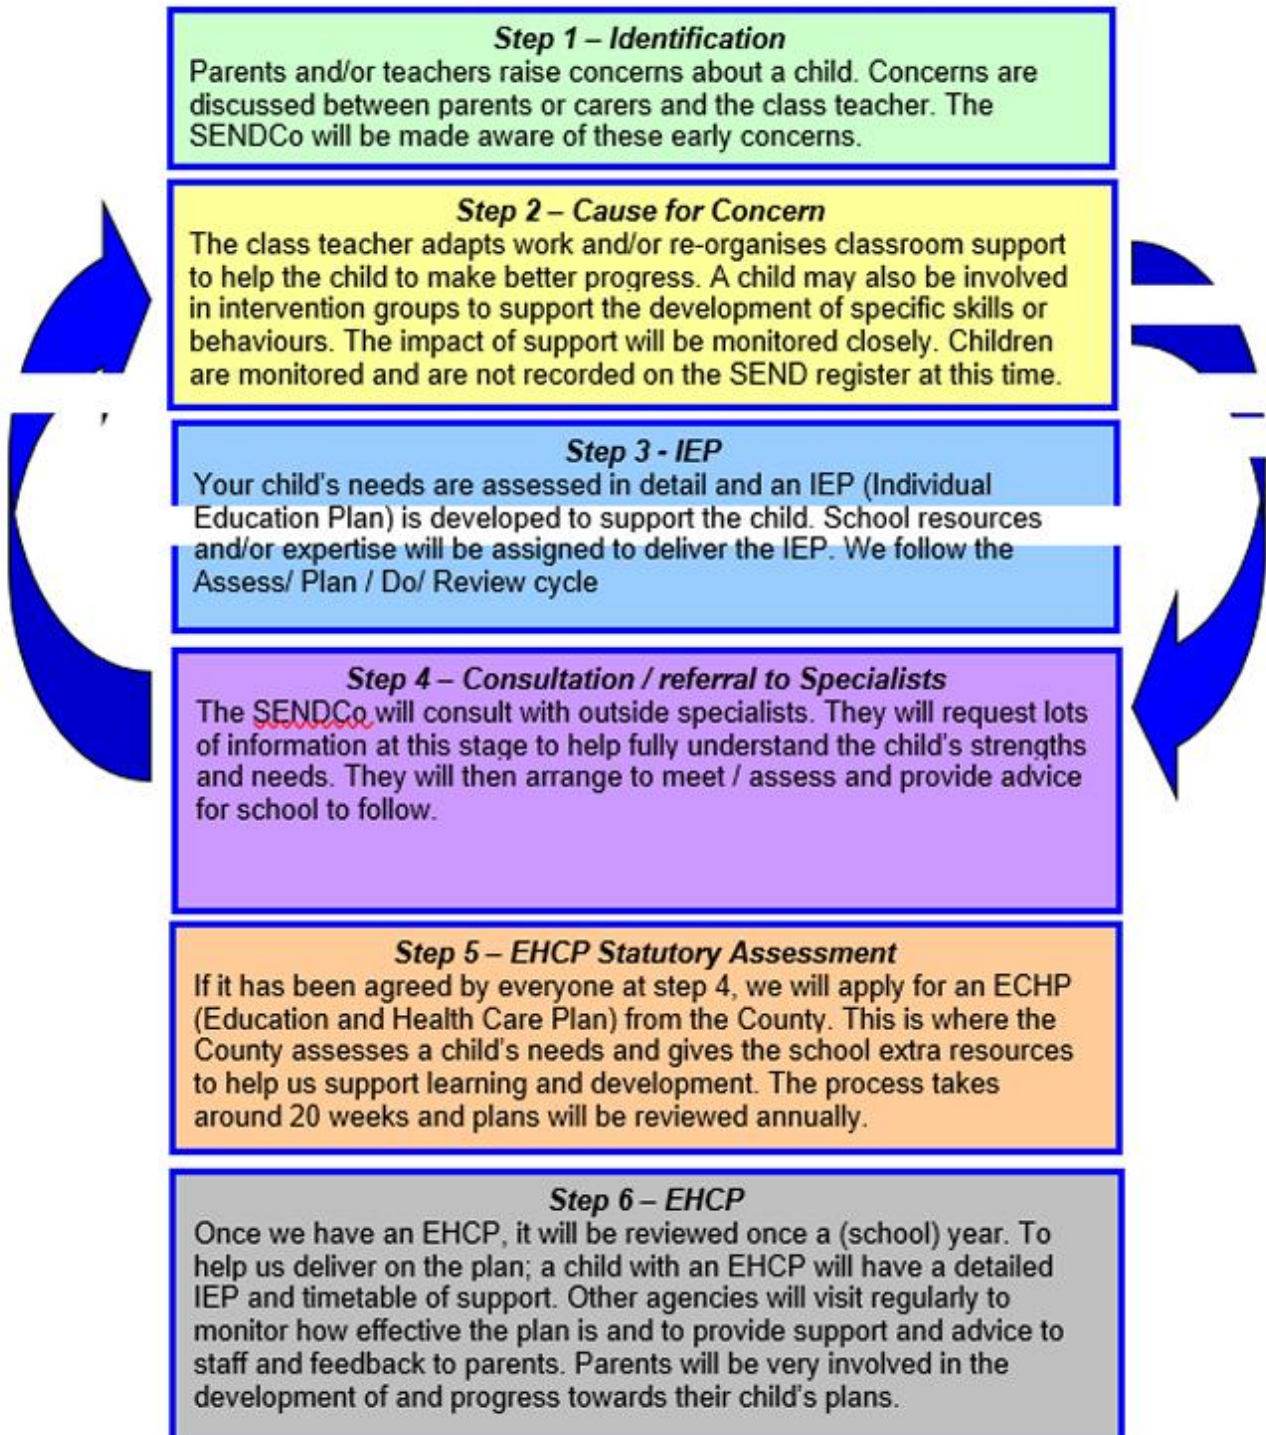 Step 1 – Identification
Parents and/or teachers raise concerns about a child. Concerns are
discussed between parents or carers and the class teacher. The
SENDCo will be made aware of these early concerns.
Step 2 – Cause for Concern
The class teacher adapts work and/or re-organises classroom support
to help the child to make better progress. A child may also be involved
in intervention groups to support the development of specific skills or
behaviours. The impact of support will be monitored closely. Children
are monitored and are not recorded on the SEND register at this time.
Step 3 - IEP
Your child's needs are assessed in detail and an IEP (Individual
Education Plan) is developed to support the child. School resources
and/or expertise will be assigned to deliver the IEP. We follow the
Assess/ Plan / Do/ Review cycle
Step 4 – Consultation / referral to Specialists
The SENDCo will consult with outside specialists. They will request lots
of information at this stage to help fully understand the child's strengths
and needs. They will then arrange to meet / assess and provide advice
for school to follow.
Step 5 – EHCP Statutory Assessment
If it has been agreed by everyone at step 4, we will apply for an ECHP
(Education and Health Care Plan) from the County. This is where the
County assesses a child's needs and gives the school extra resources
to help us support learning and development. The process takes
around 20 weeks and plans will be reviewed annually.
Step 6 – EHCP
Once we have an EHCP, it will be reviewed once a (school) year. To
help us deliver on the plan; a child with an EHCP will have a detailed
IEP and timetable of support. Other agencies will visit regularly to
monitor how effective the plan is and to provide support and advice to
staff and feedback to parents. Parents will be very involved in the
development of and progress towards their child's plans.